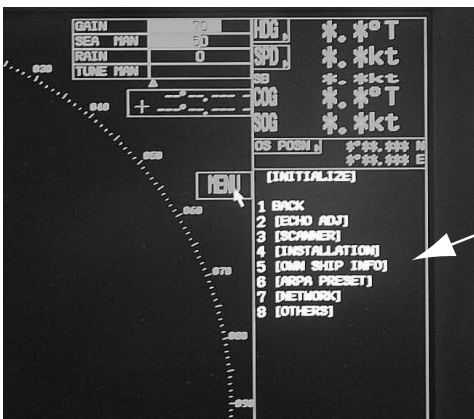 GAIN 70
SEA MAN 50
RAIN 0
TUNE MAN
+ --.--.--
HDG *.*°T
SPD *.*kt
SB *.*kt
COG *.*°T
SOG *.*kt
OS POSN *°**.*** N
*°**.*** E
030
040
050
060
070
080
090
MENU
[INITIALIZE]
1 BACK
2 [ECHO ADJ]
3 [SCANNER]
4 [INSTALLATION]
5 [OWN SHIP INFO]
6 [ARPA PRESET]
7 [NETWORK]
8 [OTHERS]